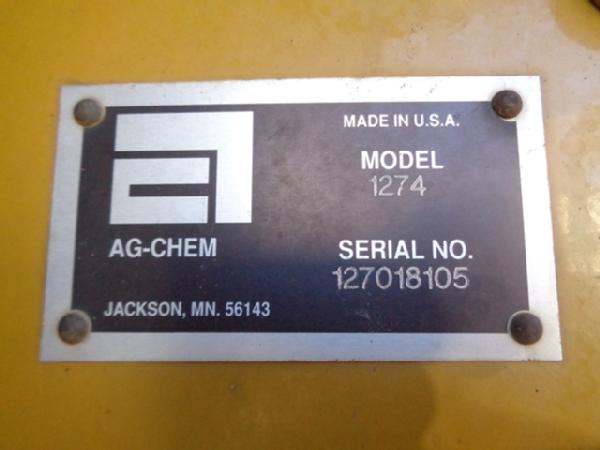 MADE IN U.S.A.
MODEL
1274
AG-CHEM
SERIAL NO.
127018105
JACKSON, MN. 56143